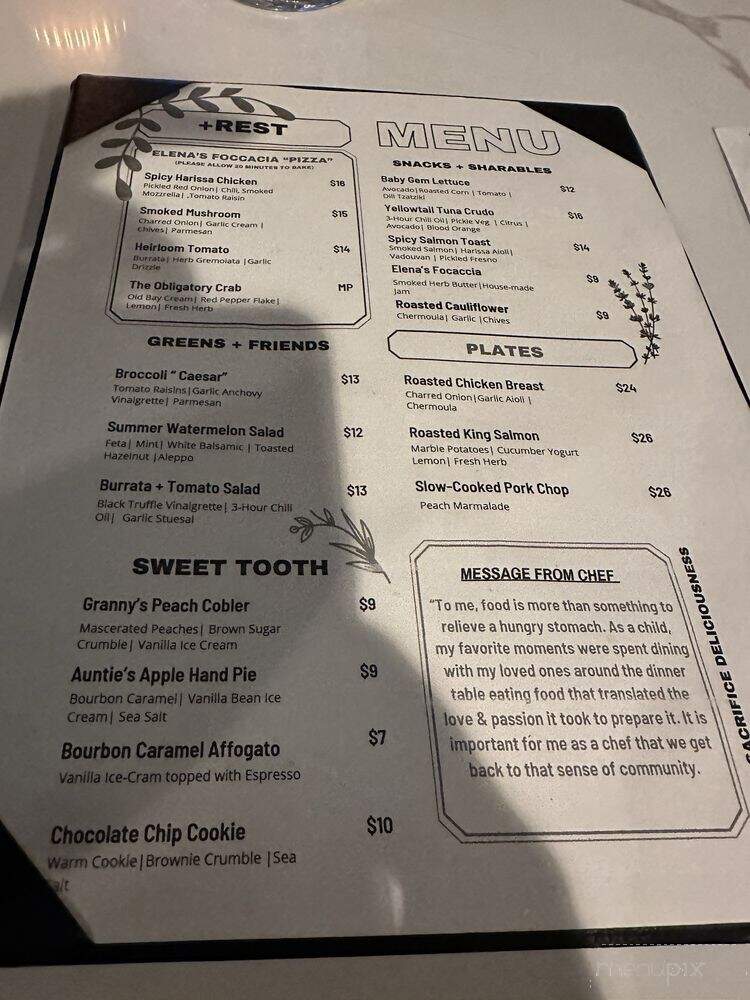 +REST
ELENA'S FOCCACIA "PIZZA"
(PLEASE ALLOW 20 MINUTES TO BAKE)
Spicy Harissa Chicken $16
Pickled Red Onion| Chili, Smoked
Mozzrella| ,Tomato Raisin
Smoked Mushroom $15
Charred Onion| Garlic Cream |
Chives| Parmesan
Heirloom Tomato $14
Burrata| Herb Gremolata |Garlic
Drizzle
The Obligatory Crab MP
Old Bay Cream| Red Pepper Flake|
Lemon| Fresh Herb
GREENS + FRIENDS
Broccoli " Caesar" $13
Tomato Raisins|Garlic Anchovy
Vinaigrette| Parmesan
Summer Watermelon Salad $12
Feta| Mint| White Balsamic | Toasted
Hazelnut |Aleppo
Burrata + Tomato Salad $13
Black Truffle Vinaigrette| 3-Hour Chili
Oil| Garlic Stuesal
SWEET TOOTH
Granny's Peach Cobler $9
Mascerated Peaches| Brown Sugar
Crumble| Vanilla Ice Cream
Auntie's Apple Hand Pie $9
Bourbon Caramel| Vanilla Bean Ice
Cream| Sea Salt
Bourbon Caramel Affogato $7
Vanilla Ice-Cram topped with Espresso
Chocolate Chip Cookie $10
Warm Cookie|Brownie Crumble |Sea
alt
MENU
SNACKS + SHARABLES
Baby Gem Lettuce $12
Avocado|Roasted Corn | Tomato |
Dill Tzatziki
Yellowtail Tuna Crudo $16
3-Hour Chili Oil| Pickle Veg | Citrus |
Avocado| Blood Orange
Spicy Salmon Toast $14
Smoked Salmon| Harissa Aioli|
Vadouvan | Pickled Fresno
Elena's Focaccia $9
Smoked Herb Butter|House-made
Jam
Roasted Cauliflower $9
Chermoula| Garlic |Chives
PLATES
Roasted Chicken Breast $24
Charred Onion|Garlic Aioli |
Chermoula
Roasted King Salmon $26
Marble Potatoes| Cucumber Yogurt
Lemon| Fresh Herb
Slow-Cooked Pork Chop $26
Peach Marmalade
MESSAGE FROM CHEF
"To me, food is more than something to
relieve a hungry stomach. As a child,
my favorite moments were spent dining
with my loved ones around the dinner
table eating food that translated the
love & passion it took to prepare it. It is
important for me as a chef that we get
back to that sense of community.
SACRIFICE DELICIOUSNESS
menupix